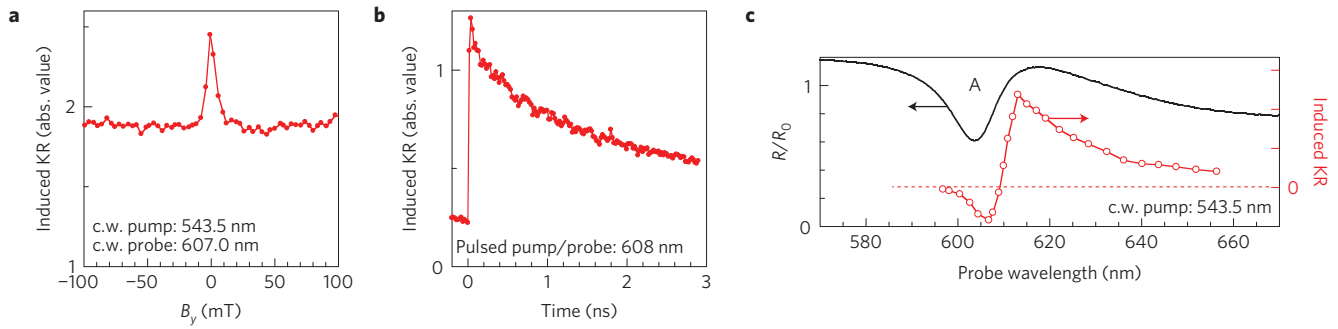 a
Induced KR (abs. value)
2
1
c.w. pump: 543.5 nm
c.w. probe: 607.0 nm
−100
−50
0
50
100
B_y (mT)
b
Induced KR (abs. value)
1
0
Pulsed pump/probe: 608 nm
0
1
2
3
Time (ns)
c
R/R_0
1
0
A
Induced KR
0
c.w. pump: 543.5 nm
580
600
620
640
660
Probe wavelength (nm)